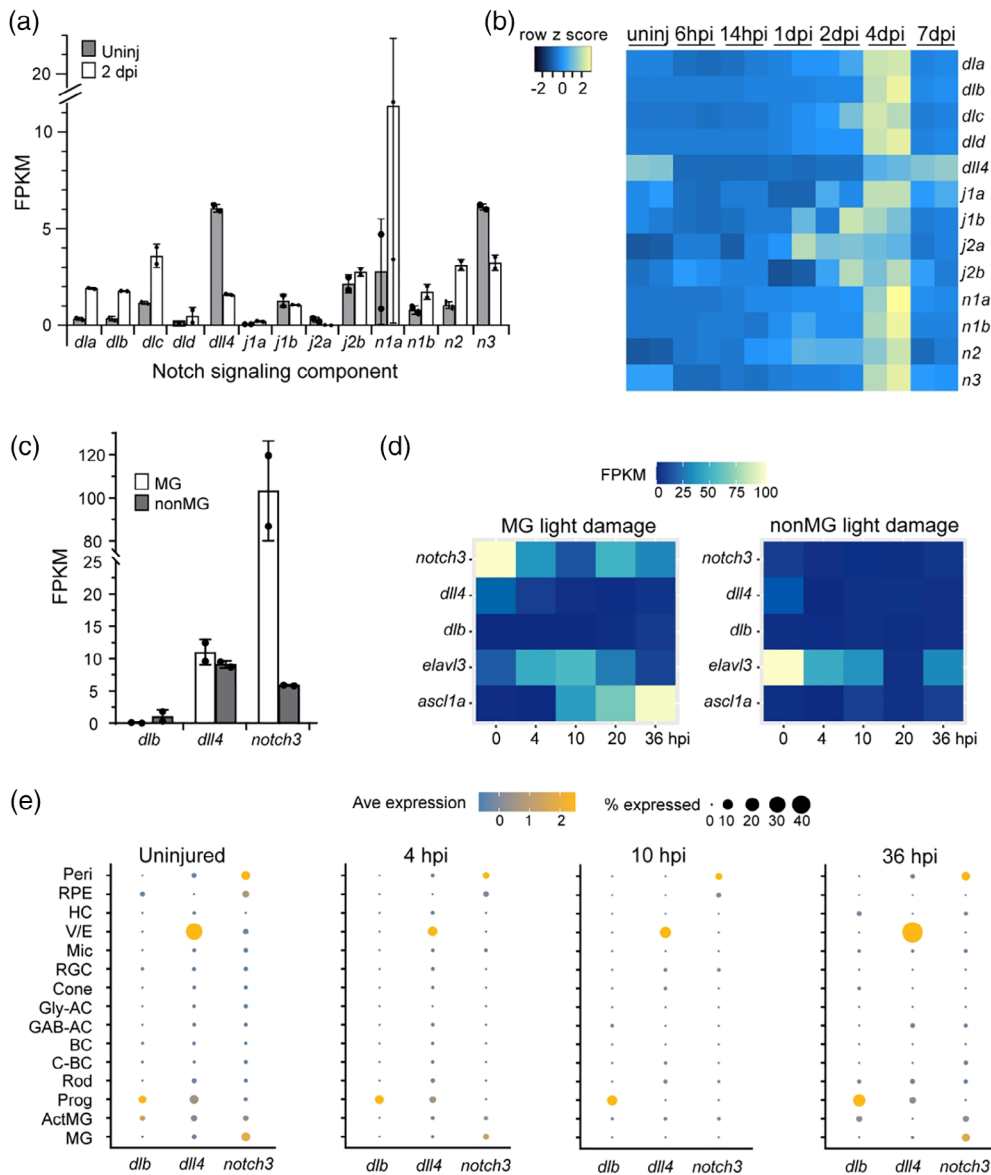 (a)
Uninj
2 dpi
FPKM
20
10
5
0
dla dlb dlc dld dll4 j1a j1b j2a j2b n1a n1b n2 n3
Notch signaling component
(b)
row z score
-2 0 2
uninj 6hpi 14hpi 1dpi 2dpi 4dpi 7dpi
dla
dlb
dlc
dld
dll4
j1a
j1b
j2a
j2b
n1a
n1b
n2
n3
(c)
MG
nonMG
FPKM
120
100
80
25
20
15
10
5
0
dlb dll4 notch3
(d)
FPKM
0 25 50 75 100
MG light damage
notch3
dll4
dlb
elavl3
ascl1a
0 4 10 20 36 hpi
nonMG light damage
notch3
dll4
dlb
elavl3
ascl1a
0 4 10 20 36 hpi
(e)
Ave expression
0 1 2
% expressed
0 10 20 30 40
Uninjured 4 hpi 10 hpi 36 hpi
Peri
RPE
HC
V/E
Mic
RGC
Cone
Gly-AC
GAB-AC
BC
C-BC
Rod
Prog
ActMG
MG
dlb dll4 notch3 dlb dll4 notch3 dlb dll4 notch3 dlb dll4 notch3